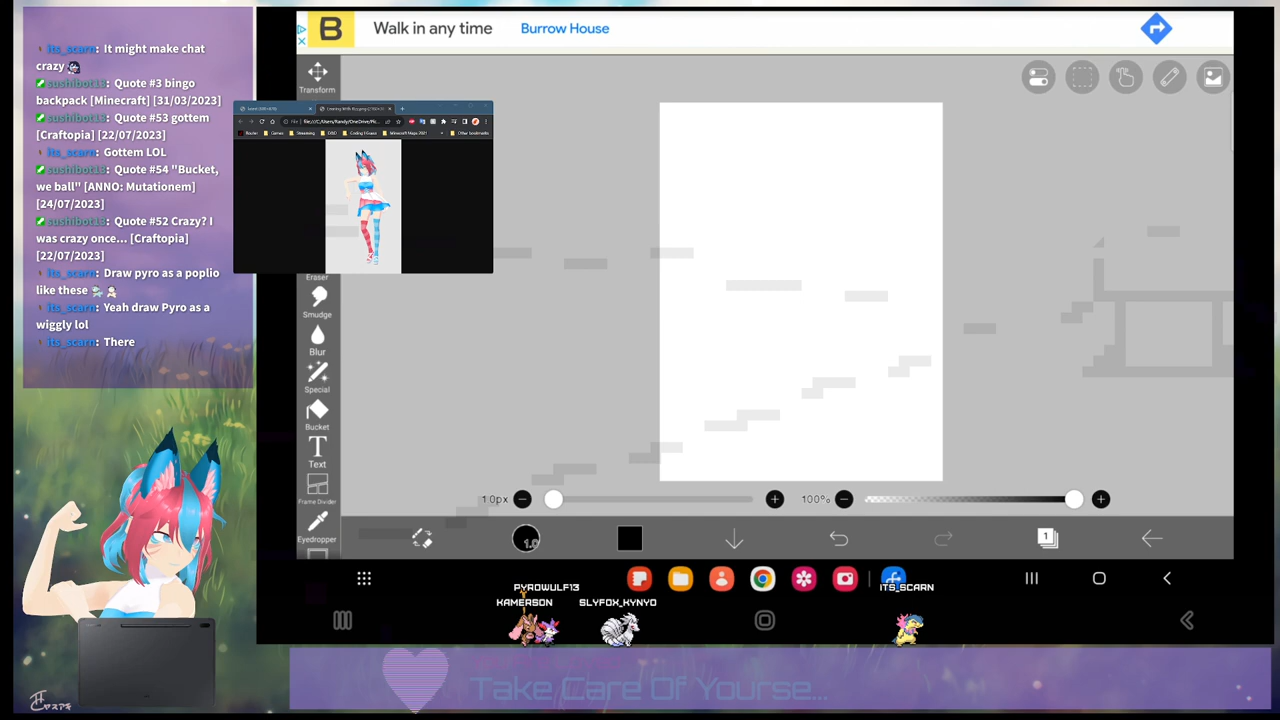 its_scarn: It might make chat
crazy
sushibot13: Quote #3 bingo
backpack [Minecraft] [31/03/2023]
sushibot13: Quote #53 gottem
[Craftopia] [22/07/2023]
its_scarn: Gottem LOL
sushibot13: Quote #54 "Bucket,
we ball" [ANNO: Mutationem]
[24/07/2023]
sushibot13: Quote #52 Crazy? I
was crazy once... [Craftopia]
[22/07/2023]
its_scarn: Draw pyro as a poplio
like these
its_scarn: Yeah draw Pyro as a
wiggly lol
its_scarn: There
B
Walk in any time
Burrow House
Transform
Eraser
Smudge
Blur
Special
Bucket
Text
Frame Divider
Eyedropper
10px
100%
1.0
1
PYROWULF13
KAMERSON
SLYFOX_KYNYO
ITS_SCARN
Take Care Of Yourse...